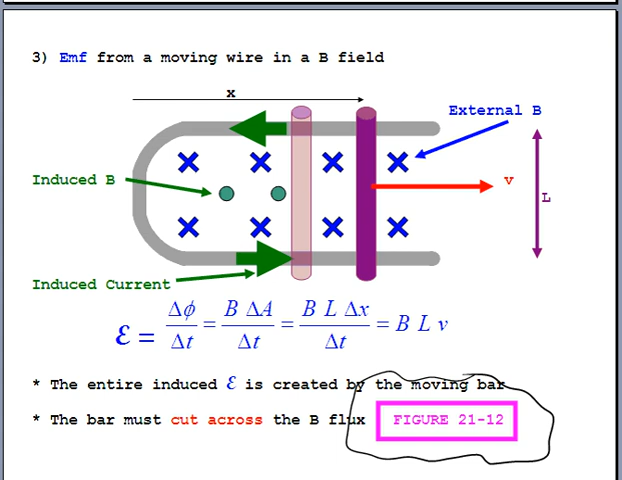 3) Emf from a moving wire in a B field
x
External B
Induced B
v
L
Induced Current
ℰ = Δϕ/Δt = B ΔA/Δt = B L Δx/Δt = B L v
* The entire induced ℰ is created by the moving bar
* The bar must cut across the B flux
FIGURE 21-12